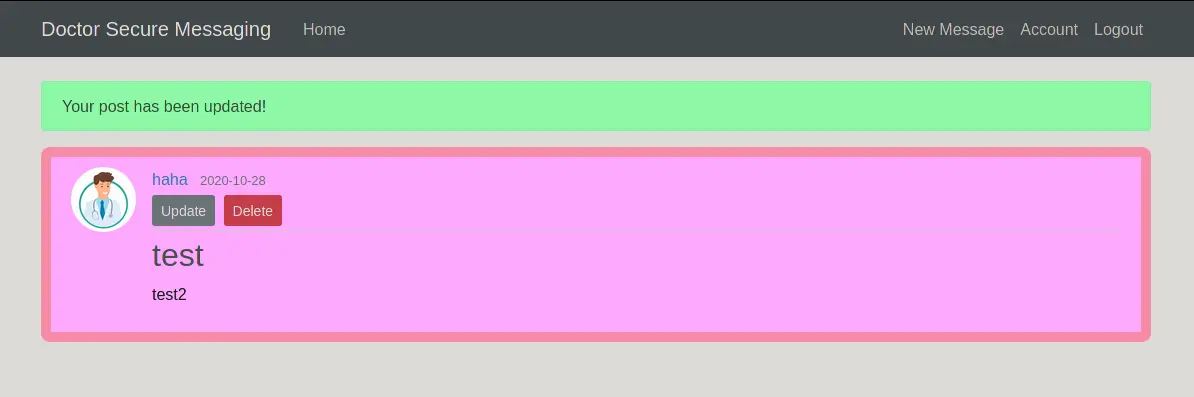 Doctor Secure Messaging Home New Message Account Logout
Your post has been updated!
haha 2020-10-28
Update Delete
test
test2